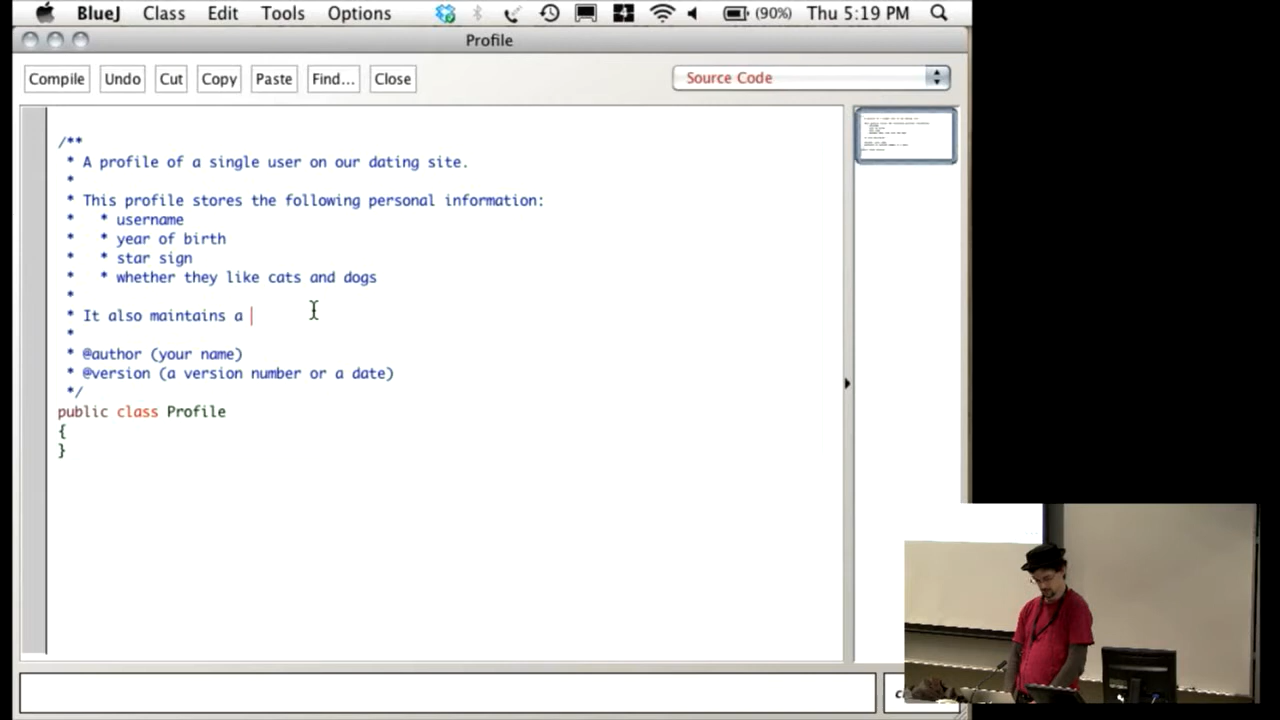 BlueJ Class Edit Tools Options 4 (90%) Thu 5:19 PM
Profile
Compile Undo Cut Copy Paste Find... Close Source Code
/**
* A profile of a single user on our dating site.
*
* This profile stores the following personal information:
* * username
* * year of birth
* * star sign
* * whether they like cats and dogs
*
* It also maintains a
*
* @author (your name)
* @version (a version number or a date)
*/
public class Profile
{
}